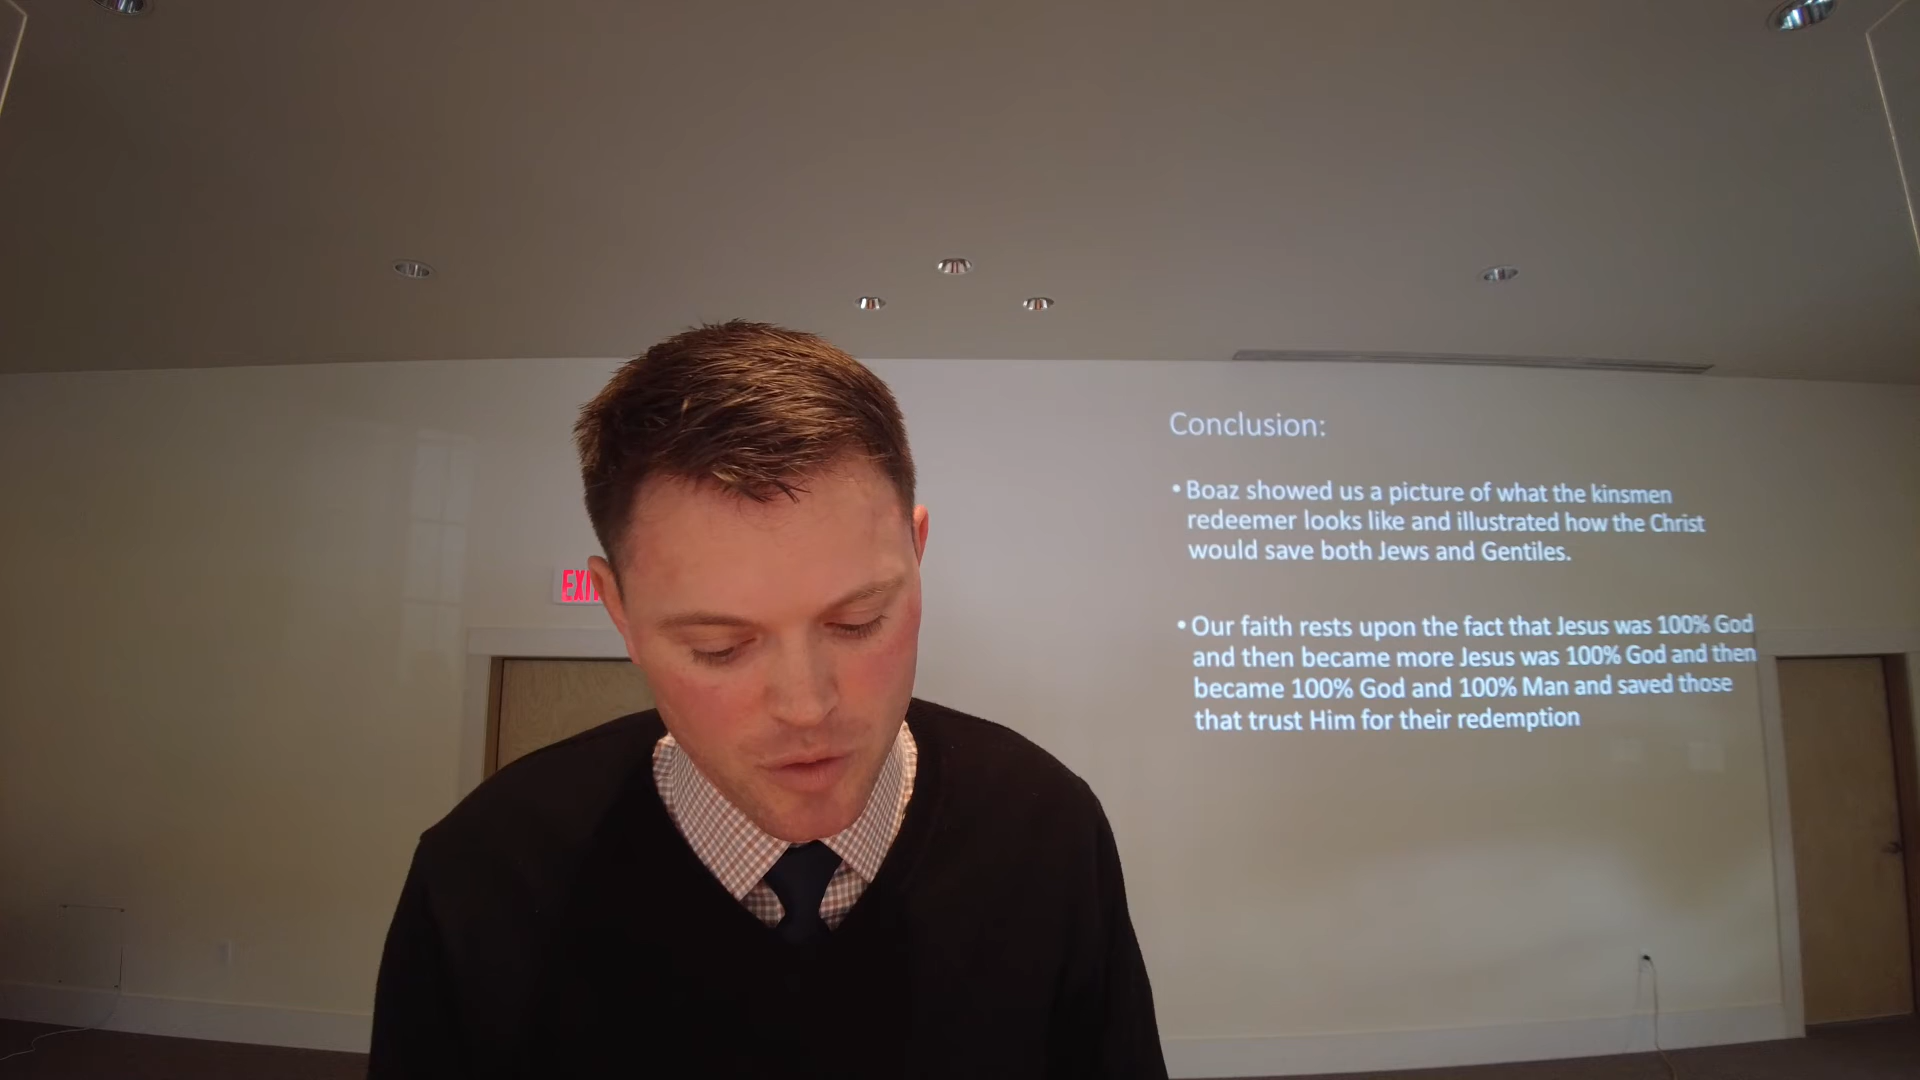 Conclusion:
• Boaz showed us a picture of what the kinsmen
redeemer looks like and illustrated how the Christ
would save both Jews and Gentiles.
• Our faith rests upon the fact that Jesus was 100% God
and then became more Jesus was 100% God and then
became 100% God and 100% Man and saved those
that trust Him for their redemption